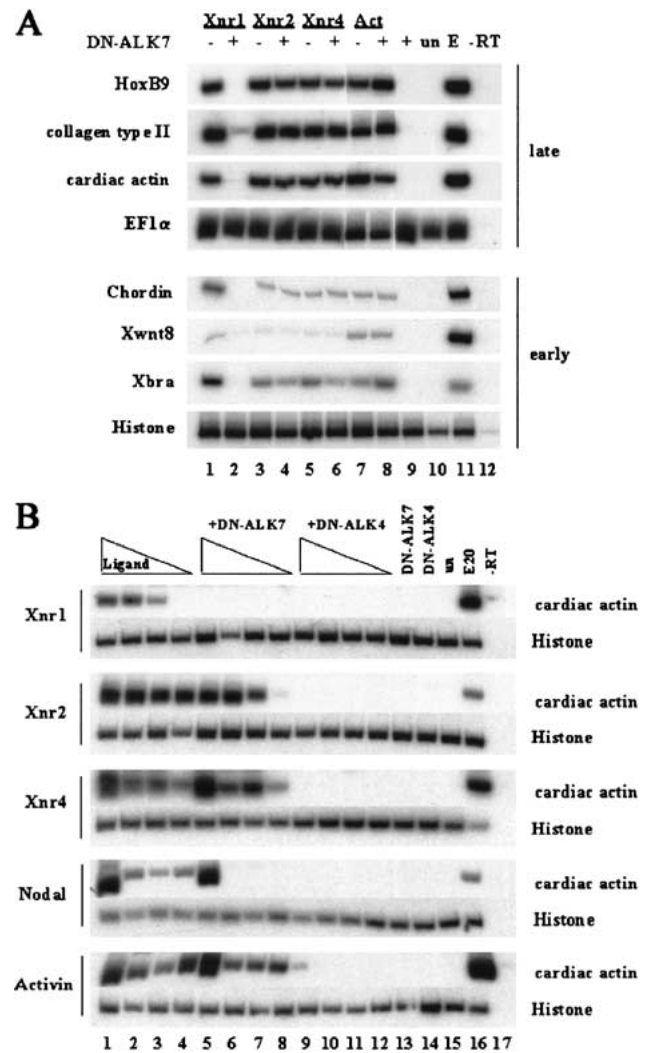 A
Xnr1 Xnr2 Xnr4 Act
DN-ALK7 - + - + - + - + + un E -RT
HoxB9
collagen type II
cardiac actin
EF1α
late
Chordin
Xwnt8
Xbra
Histone
early
1 2 3 4 5 6 7 8 9 10 11 12
B
Ligand +DN-ALK7 +DN-ALK4 DN-ALK7 DN-ALK4 un E20 -RT
Xnr1 cardiac actin
Histone
Xnr2 cardiac actin
Histone
Xnr4 cardiac actin
Histone
Nodal cardiac actin
Histone
Activin cardiac actin
Histone
1 2 3 4 5 6 7 8 9 10 11 12 13 14 15 16 17